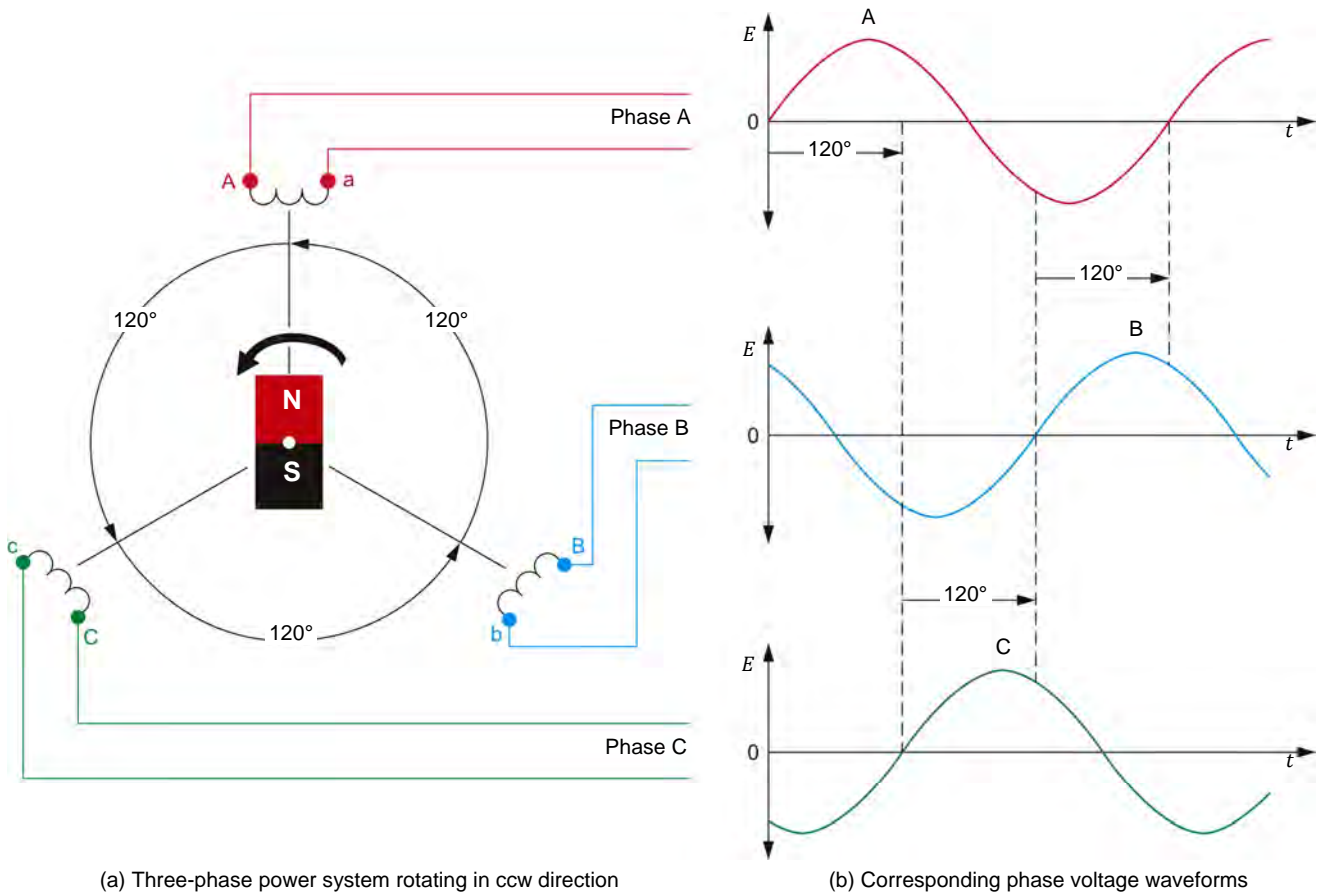 Phase A
A
a
120°
120°
N
S
Phase B
B
b
c
C
120°
Phase C
(a) Three-phase power system rotating in ccw direction
A
E
0
t
120°
120°
B
E
0
t
120°
C
E
0
t
(b) Corresponding phase voltage waveforms